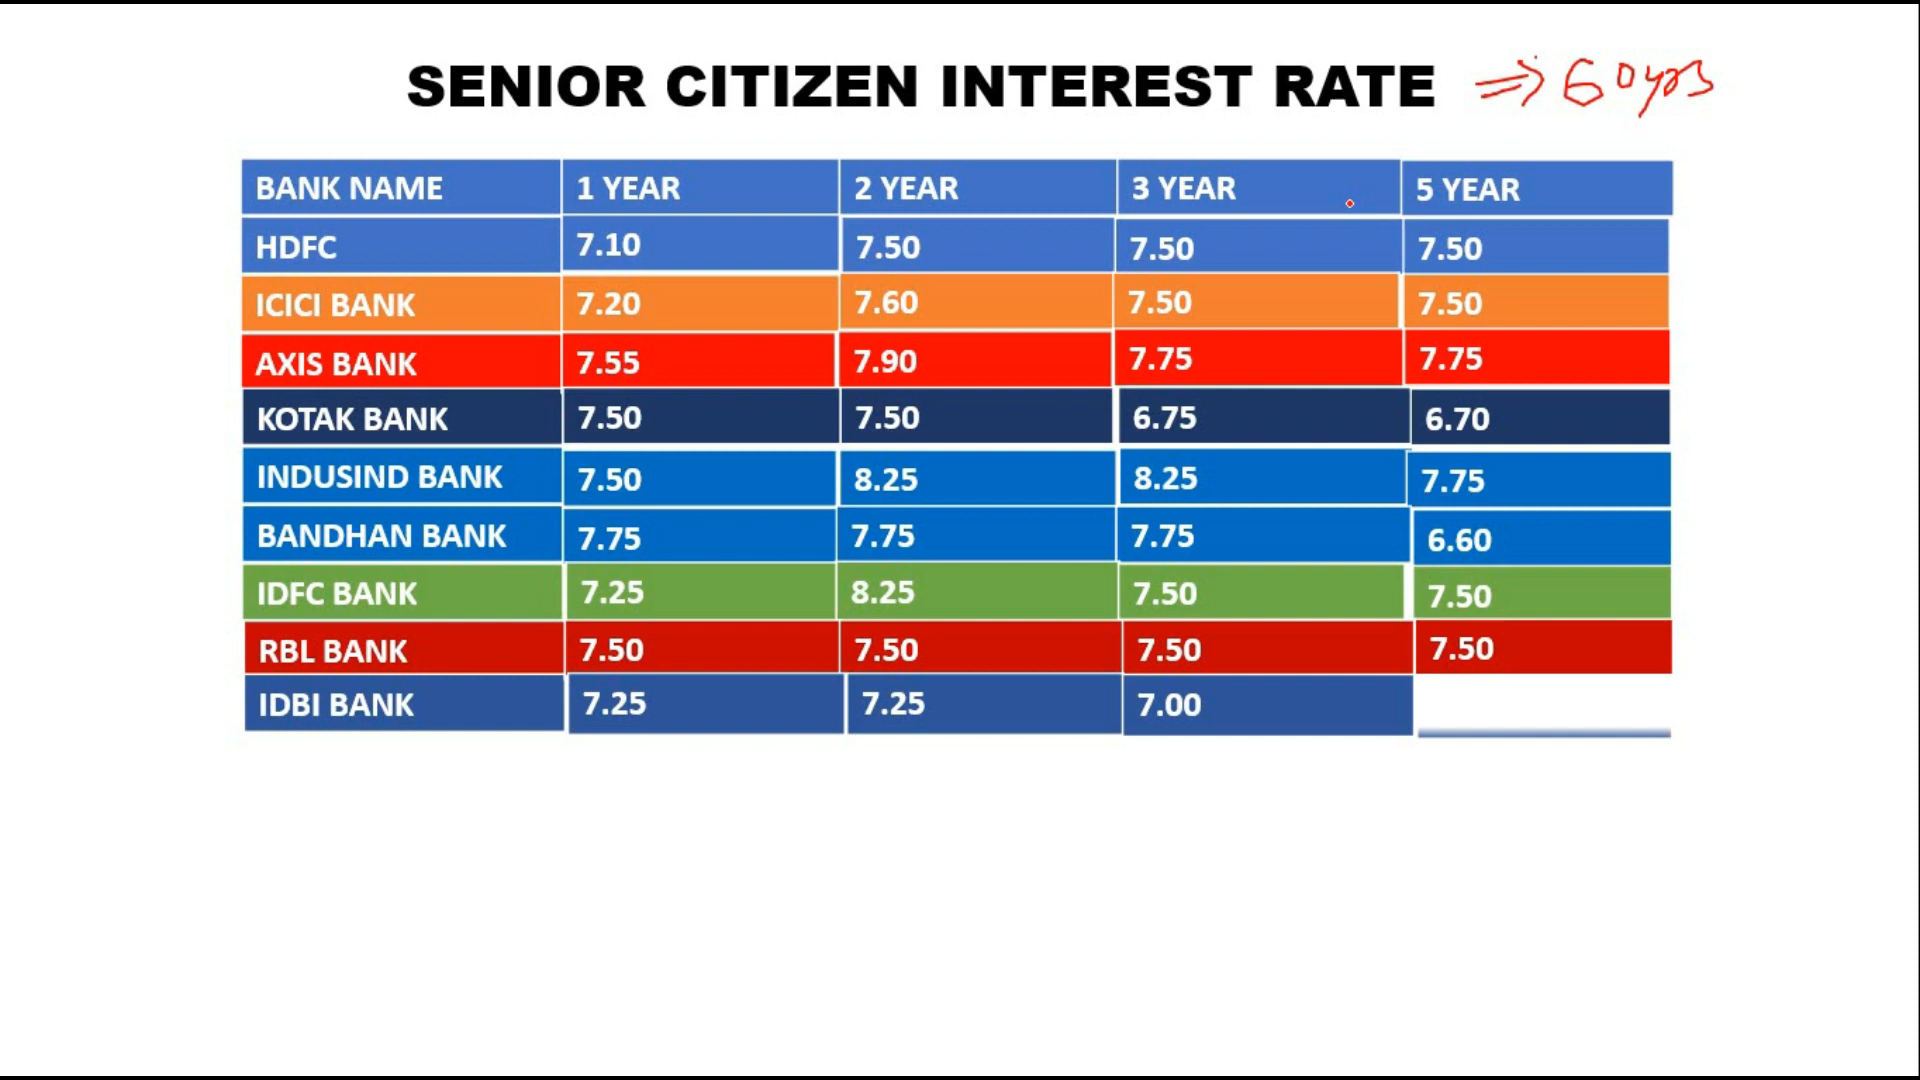 SENIOR CITIZEN INTEREST RATE ⇒ 60yrs
BANK NAME 1 YEAR 2 YEAR 3 YEAR 5 YEAR
HDFC 7.10 7.50 7.50 7.50
ICICI BANK 7.20 7.60 7.50 7.50
AXIS BANK 7.55 7.90 7.75 7.75
KOTAK BANK 7.50 7.50 6.75 6.70
INDUSIND BANK 7.50 8.25 8.25 7.75
BANDHAN BANK 7.75 7.75 7.75 6.60
IDFC BANK 7.25 8.25 7.50 7.50
RBL BANK 7.50 7.50 7.50 7.50
IDBI BANK 7.25 7.25 7.00